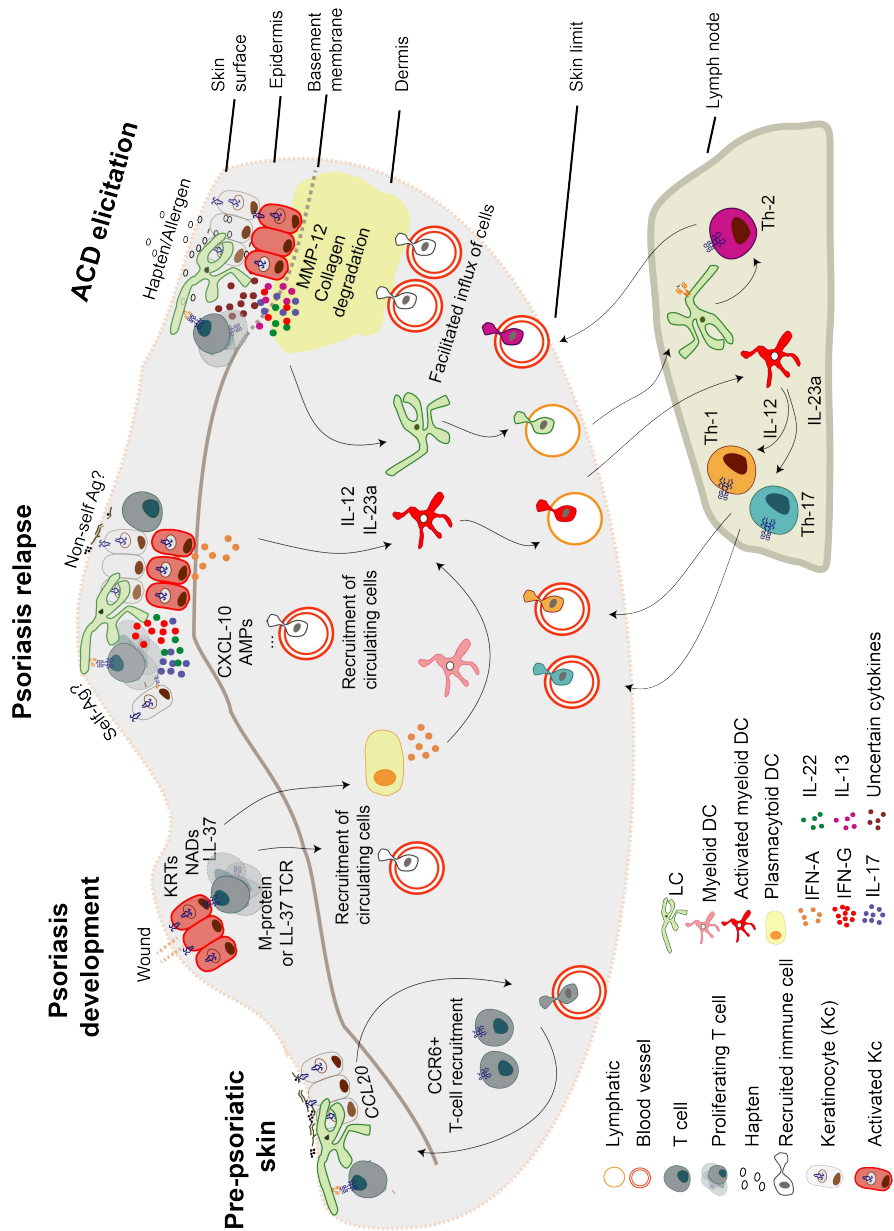 Pre-psoriatic
skin
Psoriasis
development
Psoriasis relapse
ACD elicitation
Skin
surface
Epidermis
Basement
membrane
Dermis
Skin limit
Lymph node
Wound
KRTs
NADs
LL-37
M-protein
or LL-37 TCR
CCL20
CCR6+
T-cell recruitment
Recruitment of
circulating cells
Self-Ag?
Non-self Ag?
CXCL-10
AMPs
...
Recruitment of
circulating cells
IL-12
IL-23a
Hapten/Allergen
MMP-12
Collagen
degradation
Facilitated influx of cells
Th-1
Th-17
IL-12
IL-23a
Th-2
Lymphatic
Blood vessel
T cell
Proliferating T cell
Hapten
Recruited immune cell
Keratinocyte (Kc)
Activated Kc
LC
Myeloid DC
Activated myeloid DC
Plasmacytoid DC
IFN-A
IFN-G
IL-17
IL-22
IL-13
Uncertain cytokines